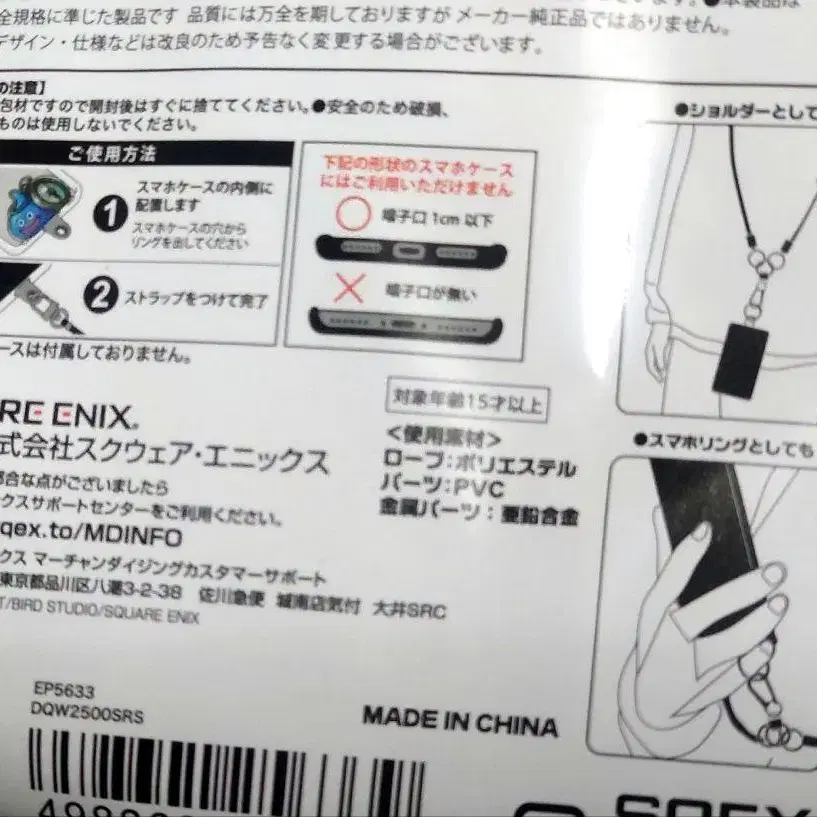 全規格に準じた製品です 品質には万全を期しておりますが メーカー純正品ではありません。
デザイン・仕様などは改良のため予告なく変更する場合がございます。
の注意】
包材ですので開封後はすぐに捨ててください。●安全のため破損、
ものは使用しないでください。
ご使用方法
1 スマホケースの内側に
配置します
スマホケースの穴から
リングを出してください
2 ストラップをつけて完了
ースは付属しておりません。
下記の形状のスマホケース
にはご利用いただけません
端子口1cm 以下
端子口が無い
●ショルダーとして
●スマホリングとしても
RE ENIX.
式会社スクウェア・エニックス
都合な点がございましたら
クスサポートセンターをご利用ください。
qex.to/MDINFO
クス マーチャンダイジングカスタマーサポート
東京都品川区八潮3-2-38 佐川急便 城南店気付 大井SRC
T/BIRD STUDIO/SQUARE ENIX
対象年齢15才以上
<使用素材>
ロープ:ポリエステル
パーツ:PVC
金属パーツ:亜鉛合金
EP5633
DQW2500SRS
MADE IN CHINA